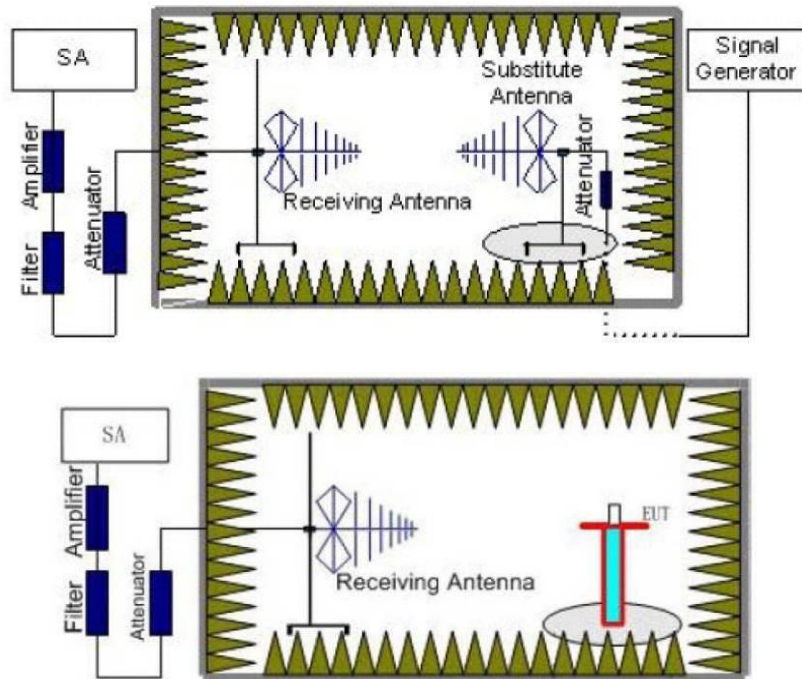 SA
Signal
Generator
Substitute
Antenna
Amplifier
Filter
Attenuator
Receiving Antenna
Attenuator
SA
Amplifier
Filter
Attenuator
Receiving Antenna
EUT